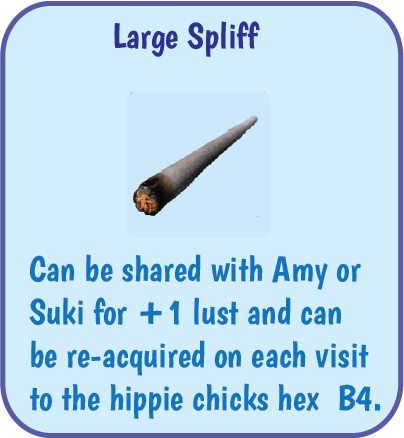 Large Spliff
Can be shared with Amy or
Suki for +1 lust and can
be re-acquired on each visit
to the hippie chicks hex B4.